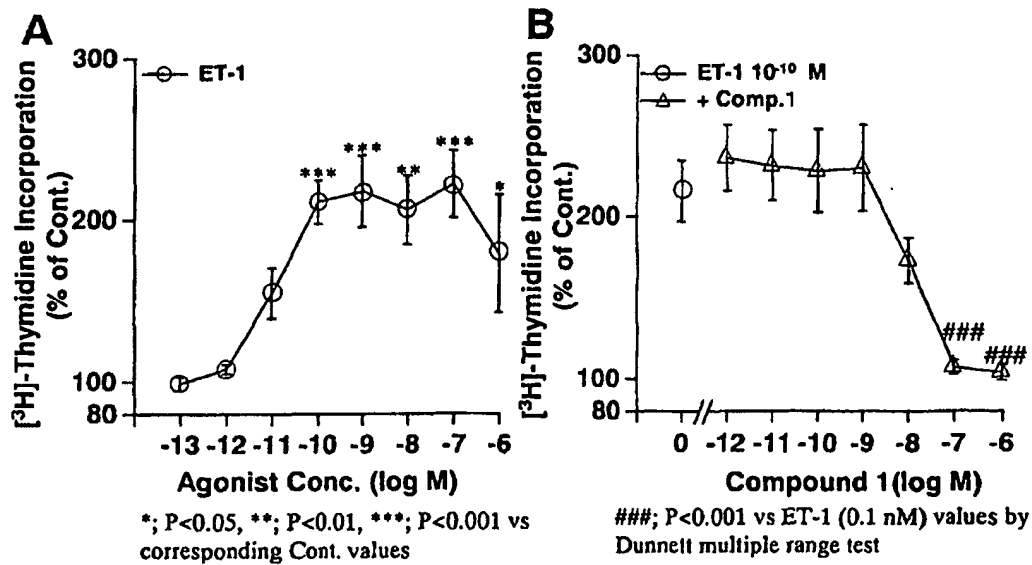 A
[³H]-Thymidine Incorporation
(% of Cont.)
300
200
100
80
ET-1
***
***
**
***
*
-13 -12 -11 -10 -9 -8 -7 -6
Agonist Conc. (log M)
*; P<0.05, **; P<0.01, ***; P<0.001 vs
corresponding Cont. values
B
[³H]-Thymidine Incorporation
(% of Cont.)
300
200
100
80
ET-1 10⁻¹⁰ M
+ Comp.1
###
###
0 -12 -11 -10 -9 -8 -7 -6
Compound 1(log M)
###; P<0.001 vs ET-1 (0.1 nM) values by
Dunnett multiple range test